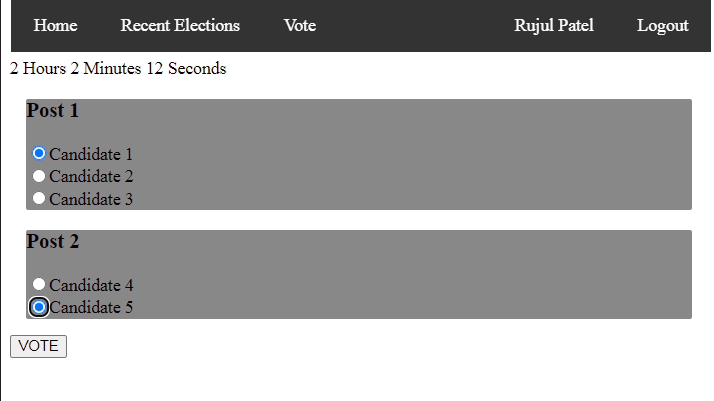 Home Recent Elections Vote Rujul Patel Logout
2 Hours 2 Minutes 12 Seconds
Post 1
Candidate 1
Candidate 2
Candidate 3
Post 2
Candidate 4
Candidate 5
VOTE